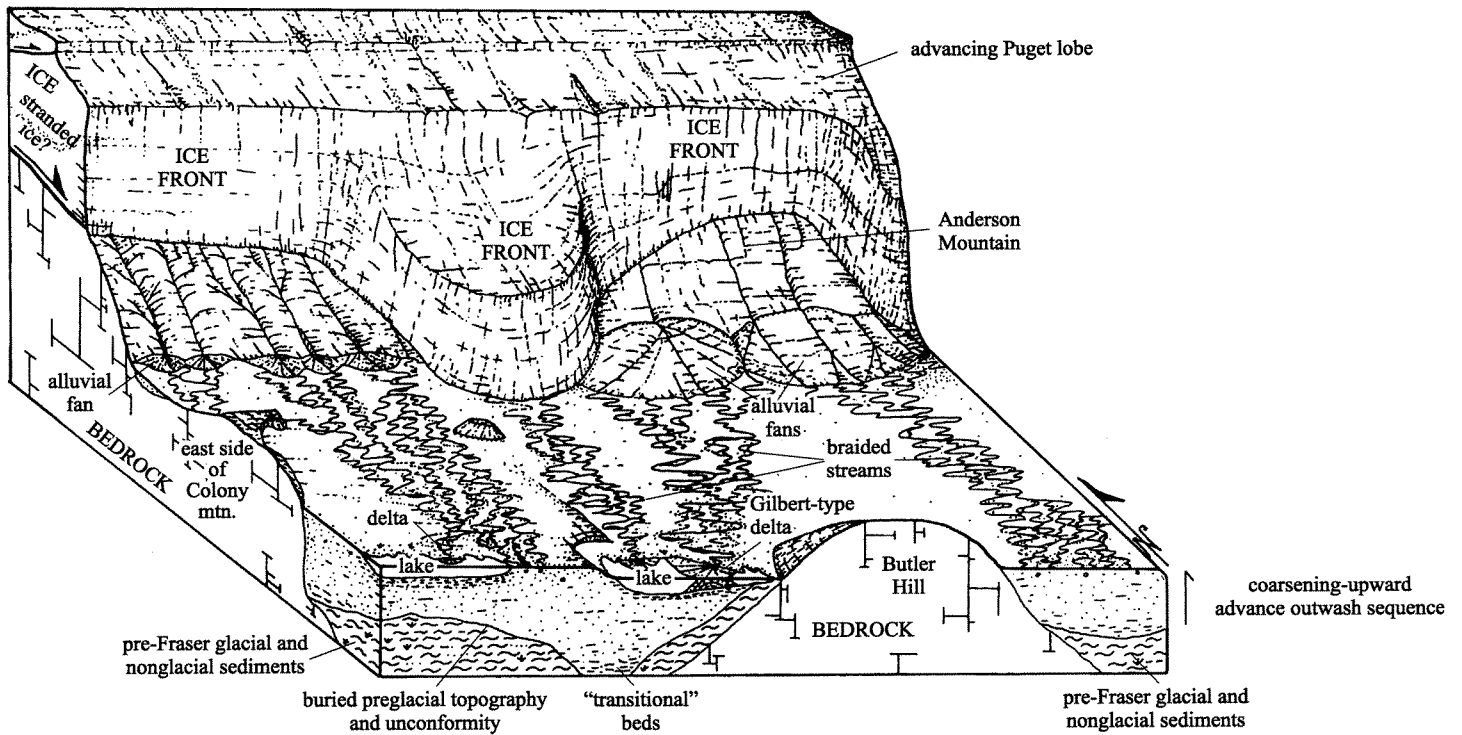 advancing Puget lobe
ICE
stranded
ice?
ICE
FRONT
ICE
FRONT
ICE
FRONT
Anderson
Mountain
alluvial
fan
alluvial
fans
braided
streams
BEDROCK
east side
of
Colony
mtn.
delta
Gilbert-type
delta
lake
lake
Butler
Hill
BEDROCK
N
coarsening-upward
advance outwash sequence
pre-Fraser glacial and
nonglacial sediments
buried preglacial topography
and unconformity
“transitional”
beds
pre-Fraser glacial and
nonglacial sediments